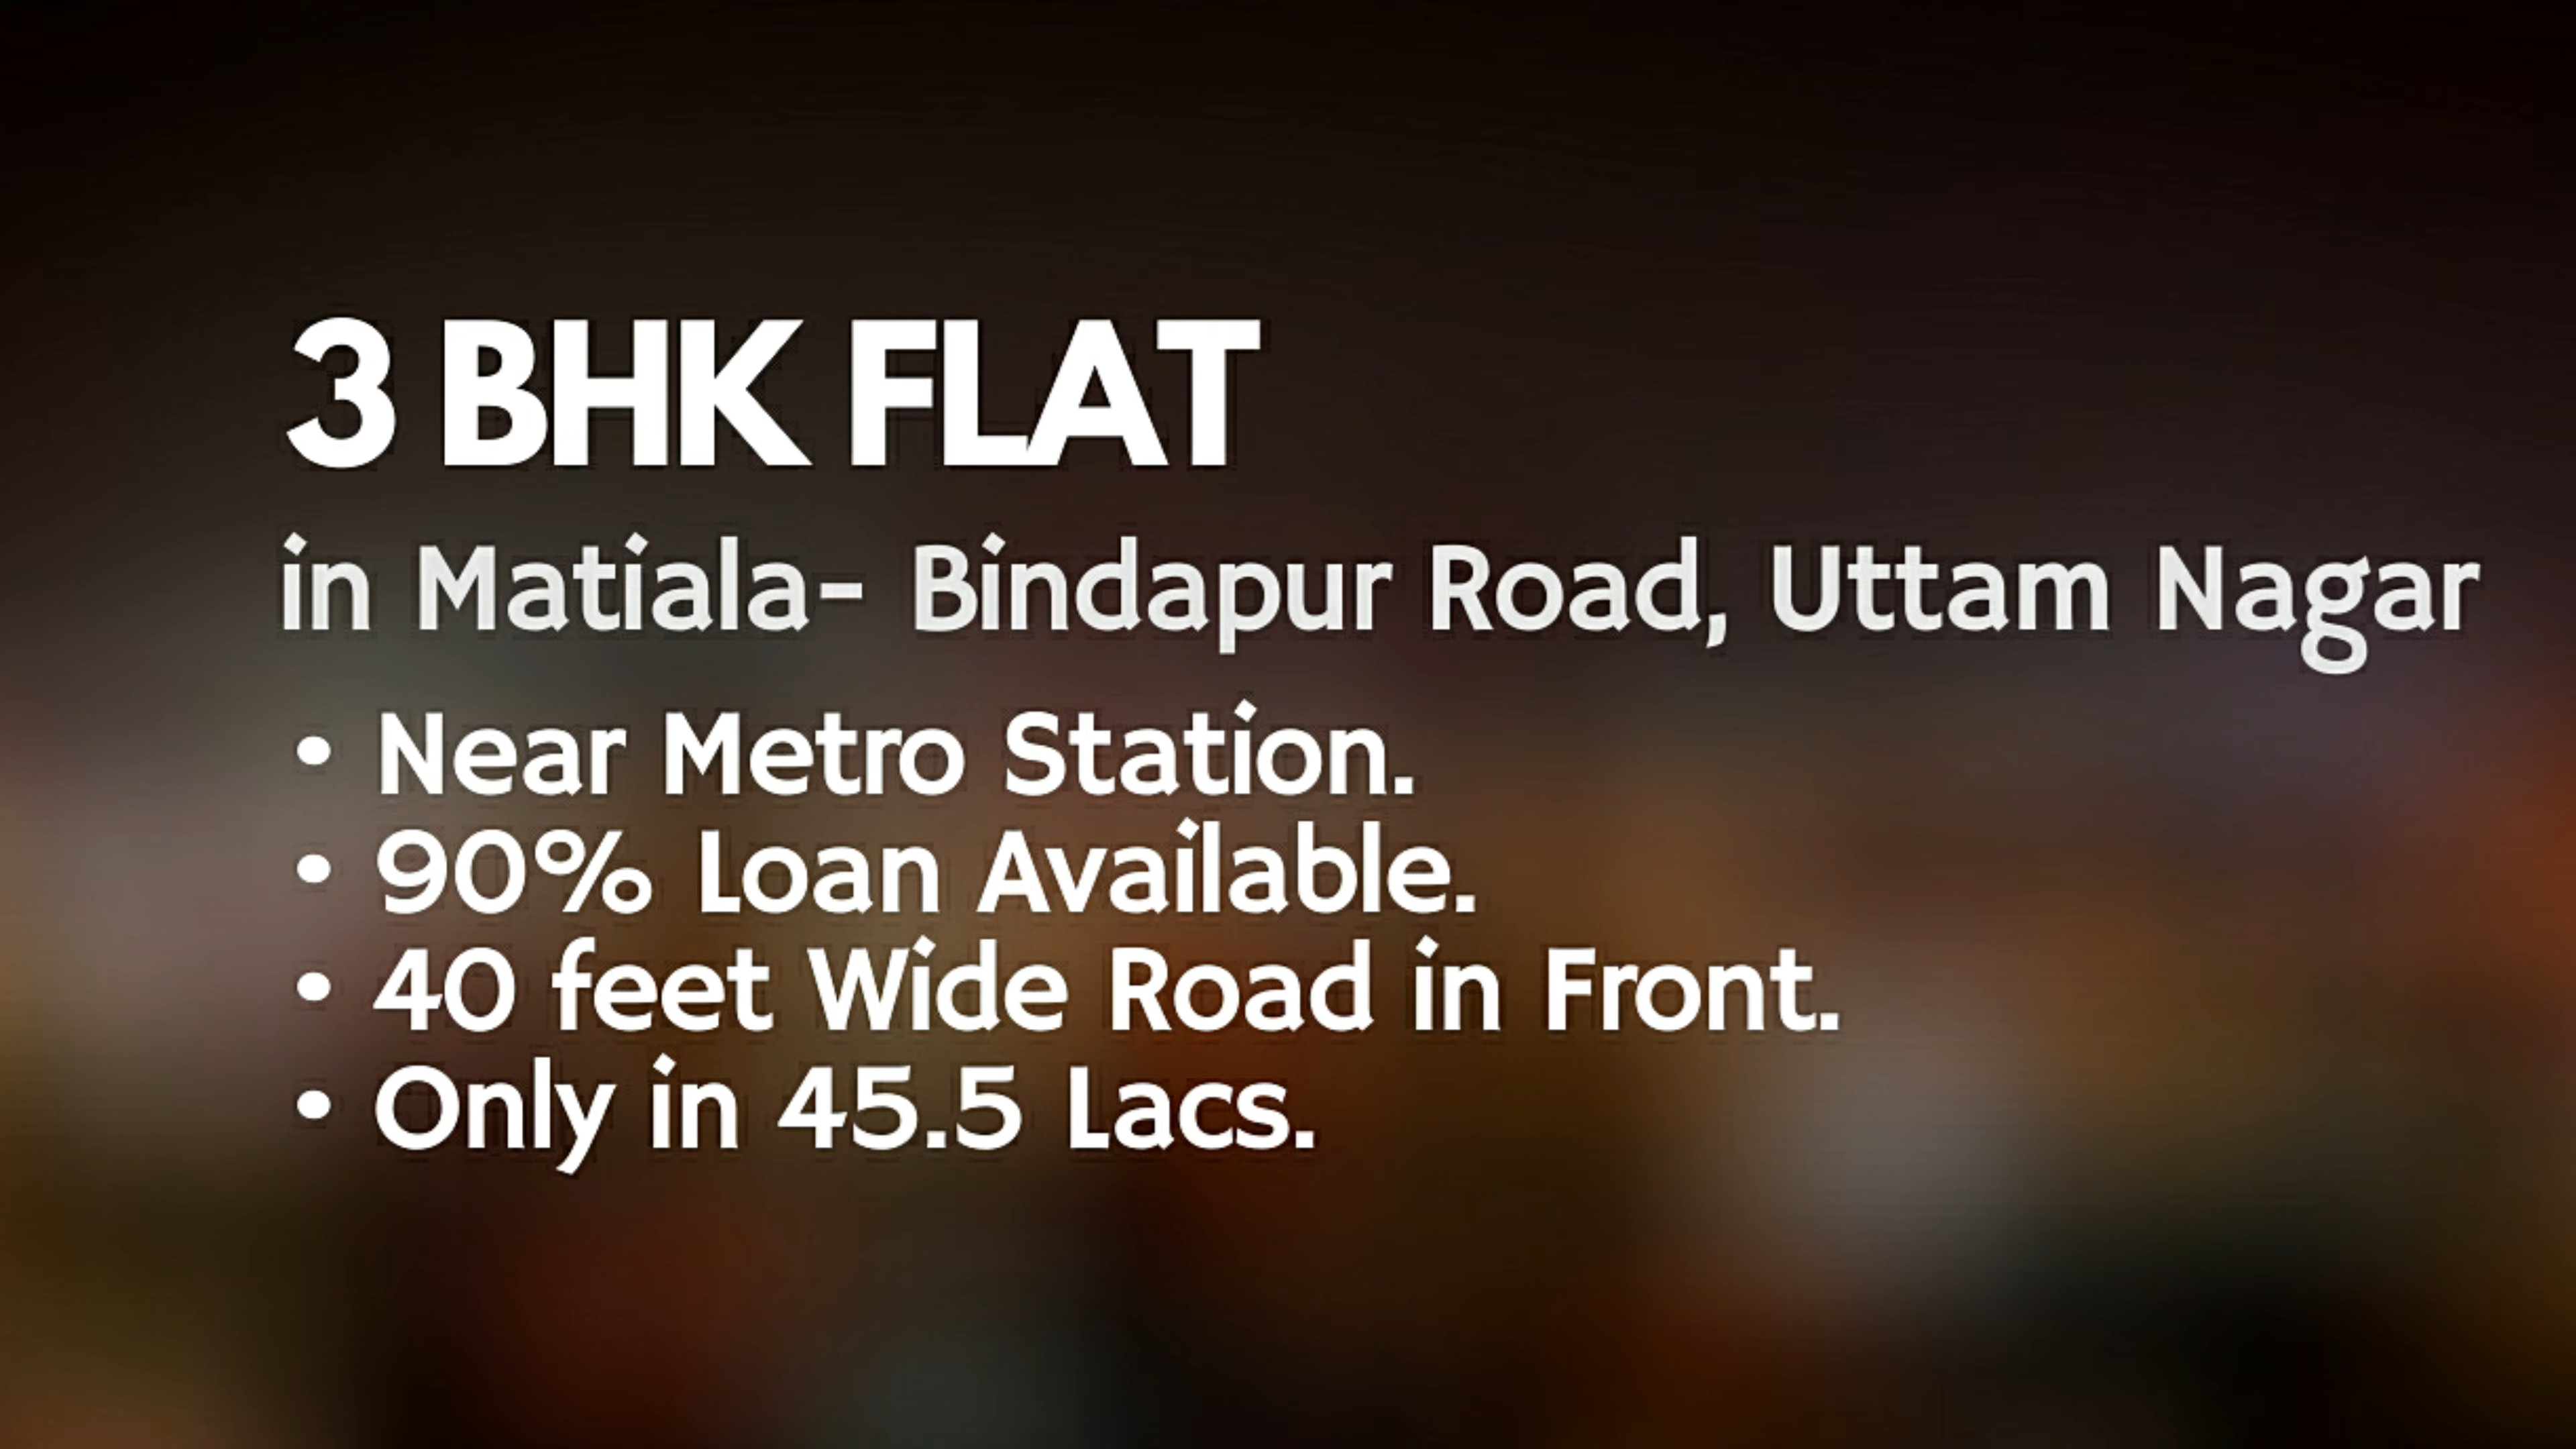 3 BHK FLAT
in Matiala- Bindapur Road, Uttam Nagar
• Near Metro Station.
• 90% Loan Available.
• 40 feet Wide Road in Front.
• Only in 45.5 Lacs.